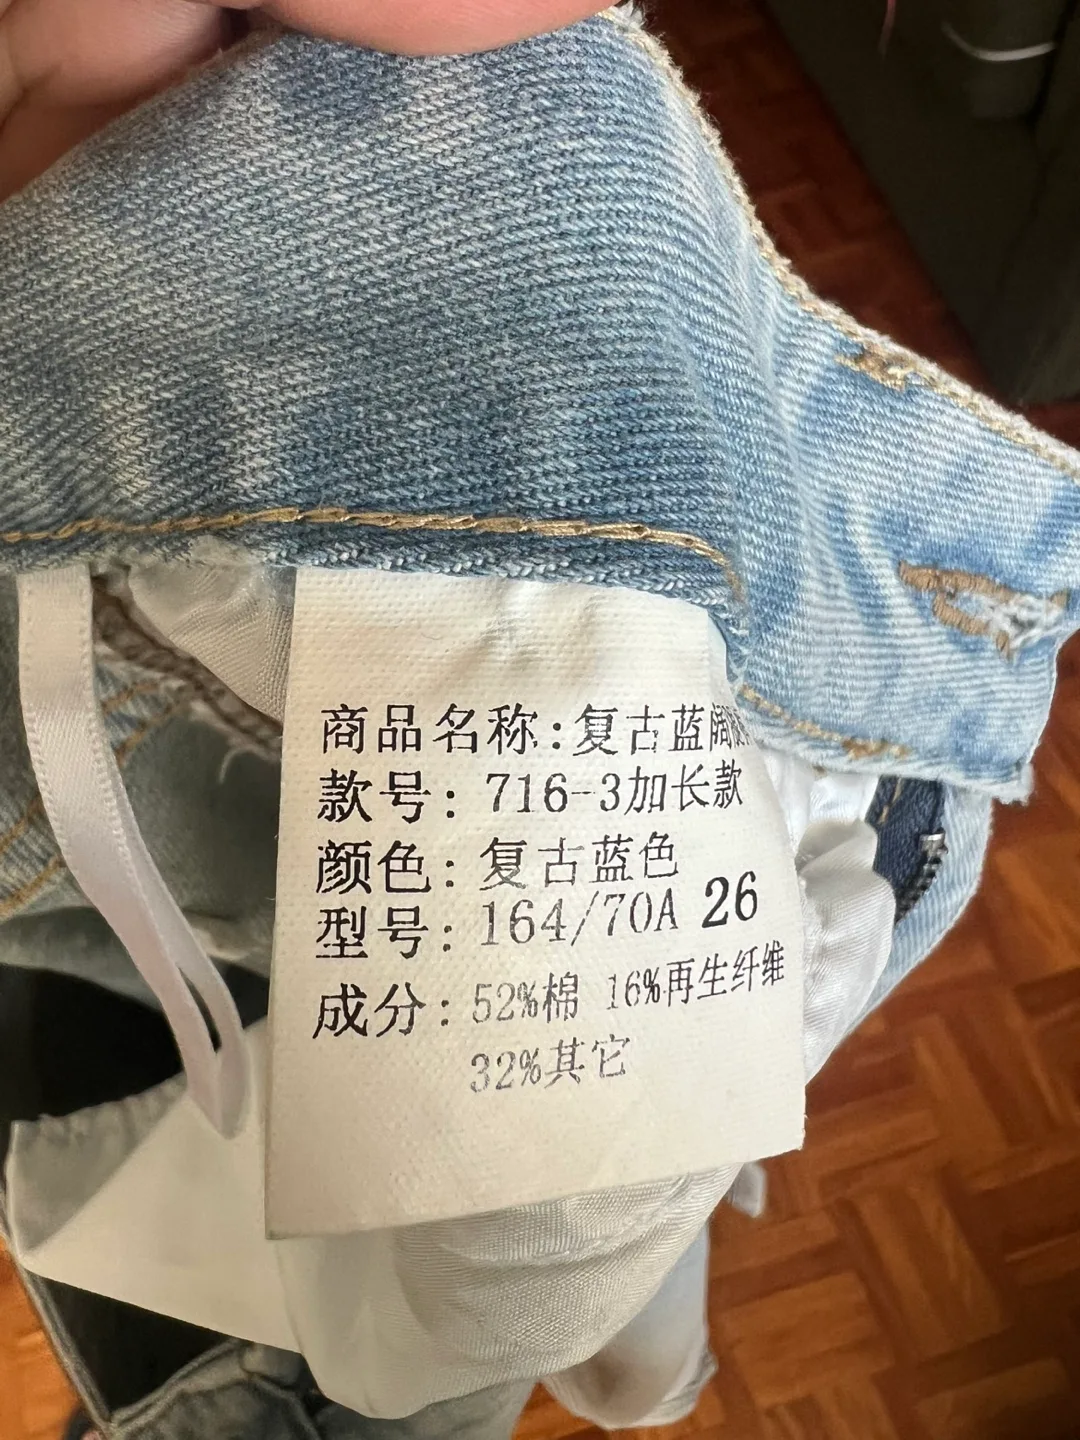 商品名称:复古蓝阔
款号: 716-3加长款
颜色: 复古蓝色
型号: 164/70A 26
成分: 52%棉 16%再生纤维
32%其它